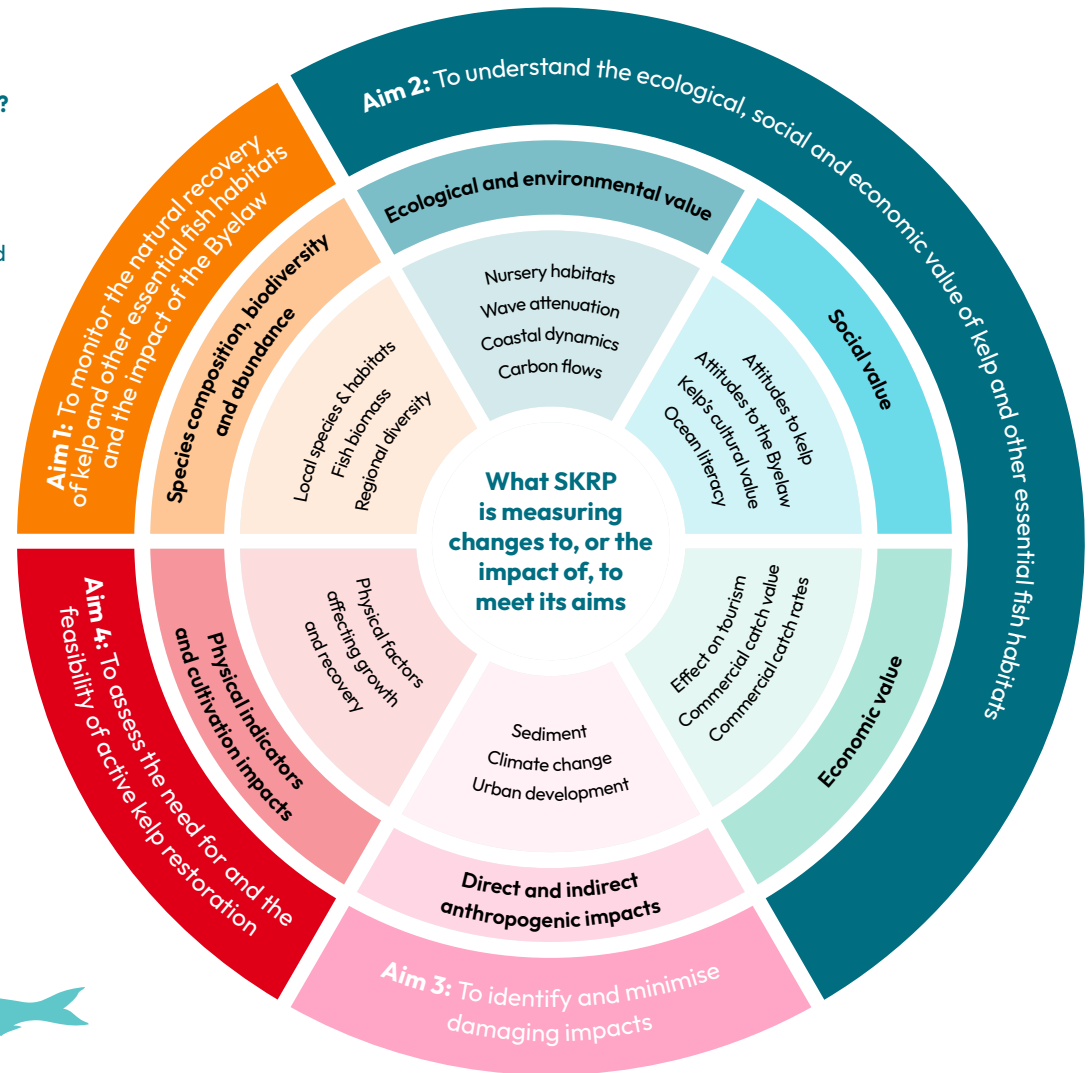 ?
d
Aim 1: To monitor the natural recovery
of kelp and other essential fish habitats
and the impact of the Byelaw
Species composition, biodiversity
and abundance
Local species & habitats
Fish biomass
Regional diversity
Aim 2: To understand the ecological, social and economic value of kelp and other essential fish habitats
Ecological and environmental value
Nursery habitats
Wave attenuation
Coastal dynamics
Carbon flows
Social value
Attitudes to kelp
Attitudes to the Byelaw
Kelp's cultural value
Ocean literacy
Economic value
Effect on tourism
Commercial catch value
Commercial catch rates
Aim 3: To identify and minimise
damaging impacts
Direct and indirect
anthropogenic impacts
Sediment
Climate change
Urban development
Aim 4: To assess the need for and the
feasibility of active kelp restoration
Physical indicators
and cultivation impacts
Physical factors
affecting growth
and recovery
What SKRP
is measuring
changes to, or the
impact of, to
meet its aims